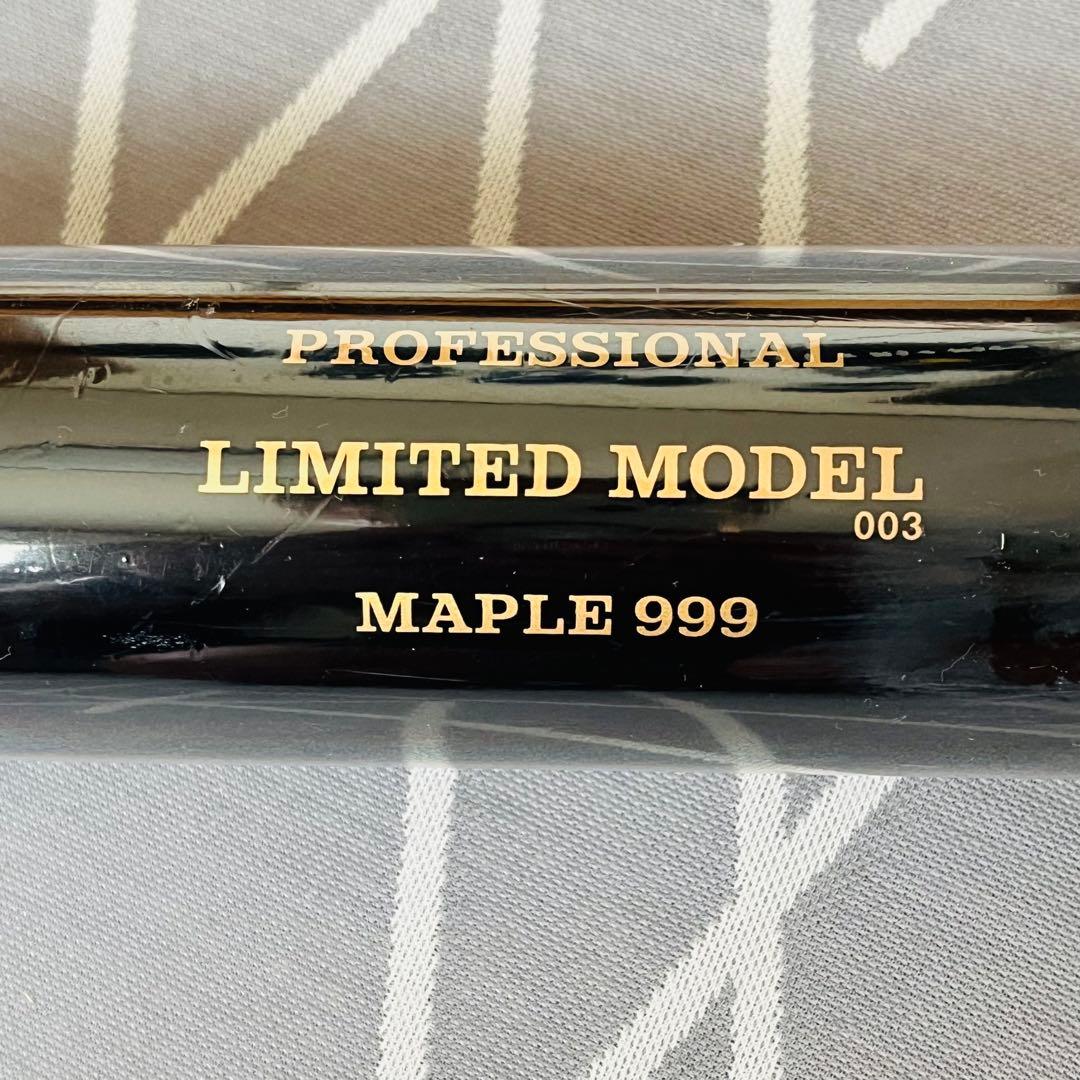 PROFESSIONAL
LIMITED MODEL
003
MAPLE 999